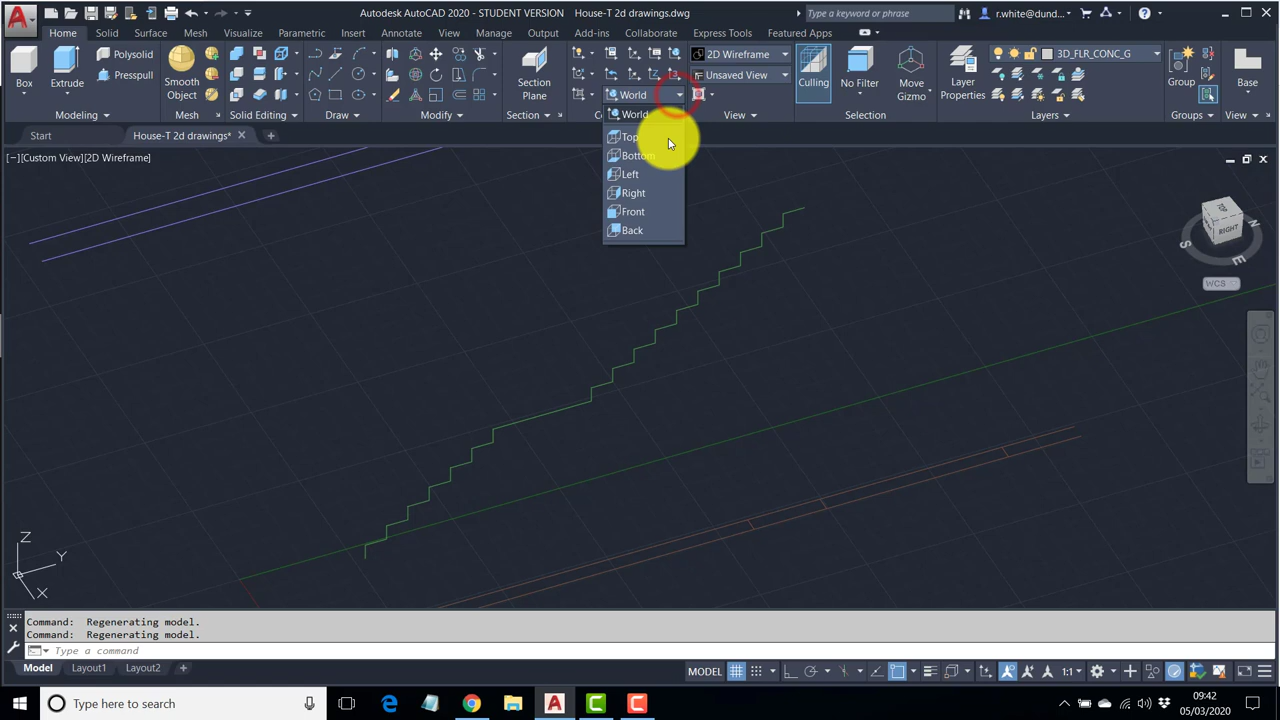 Autodesk AutoCAD 2020 - STUDENT VERSION House-T 2d drawings.dwg
Type a keyword or phrase
r.white@dund...
Home Solid Surface Mesh Visualize Parametric Insert Annotate View Manage Output Add-ins Collaborate Express Tools Featured Apps
Box
Extrude
Polysolid
Presspull
Smooth
Object
Section
Plane
World
2D Wireframe
Unsaved View
Culling
No Filter
Move
Gizmo
Layer
Properties
3D_FLR_CONC_G
Group
Base
Modeling Mesh Solid Editing Draw Modify Section View Selection Layers Groups View
Start House-T 2d drawings* +
World
Top
Bottom
Left
Right
Front
Back
[−][Custom View][2D Wireframe]
TOP
RIGHT
N
S
E
WCS
Z
Y
X
Command: Regenerating model.
Command: Regenerating model.
Type a command
Model Layout1 Layout2 +
MODEL
1:1
Type here to search
09:42
05/03/2020